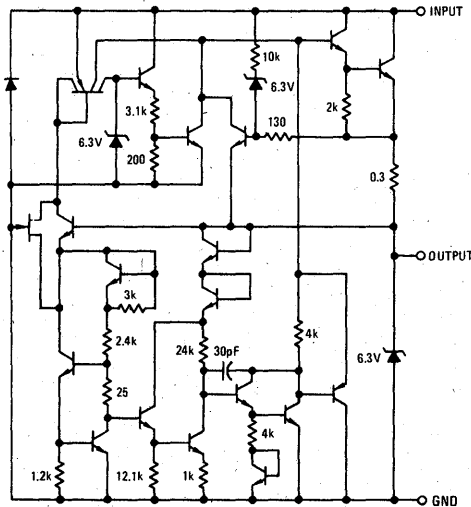 INPUT
10k
6.3V
3.1k
2k
6.3V
130
200
0.3
OUTPUT
3k
2.4k
4k
24k
30pF
6.3V
25
4k
1.2k
12.1k
1k
GND